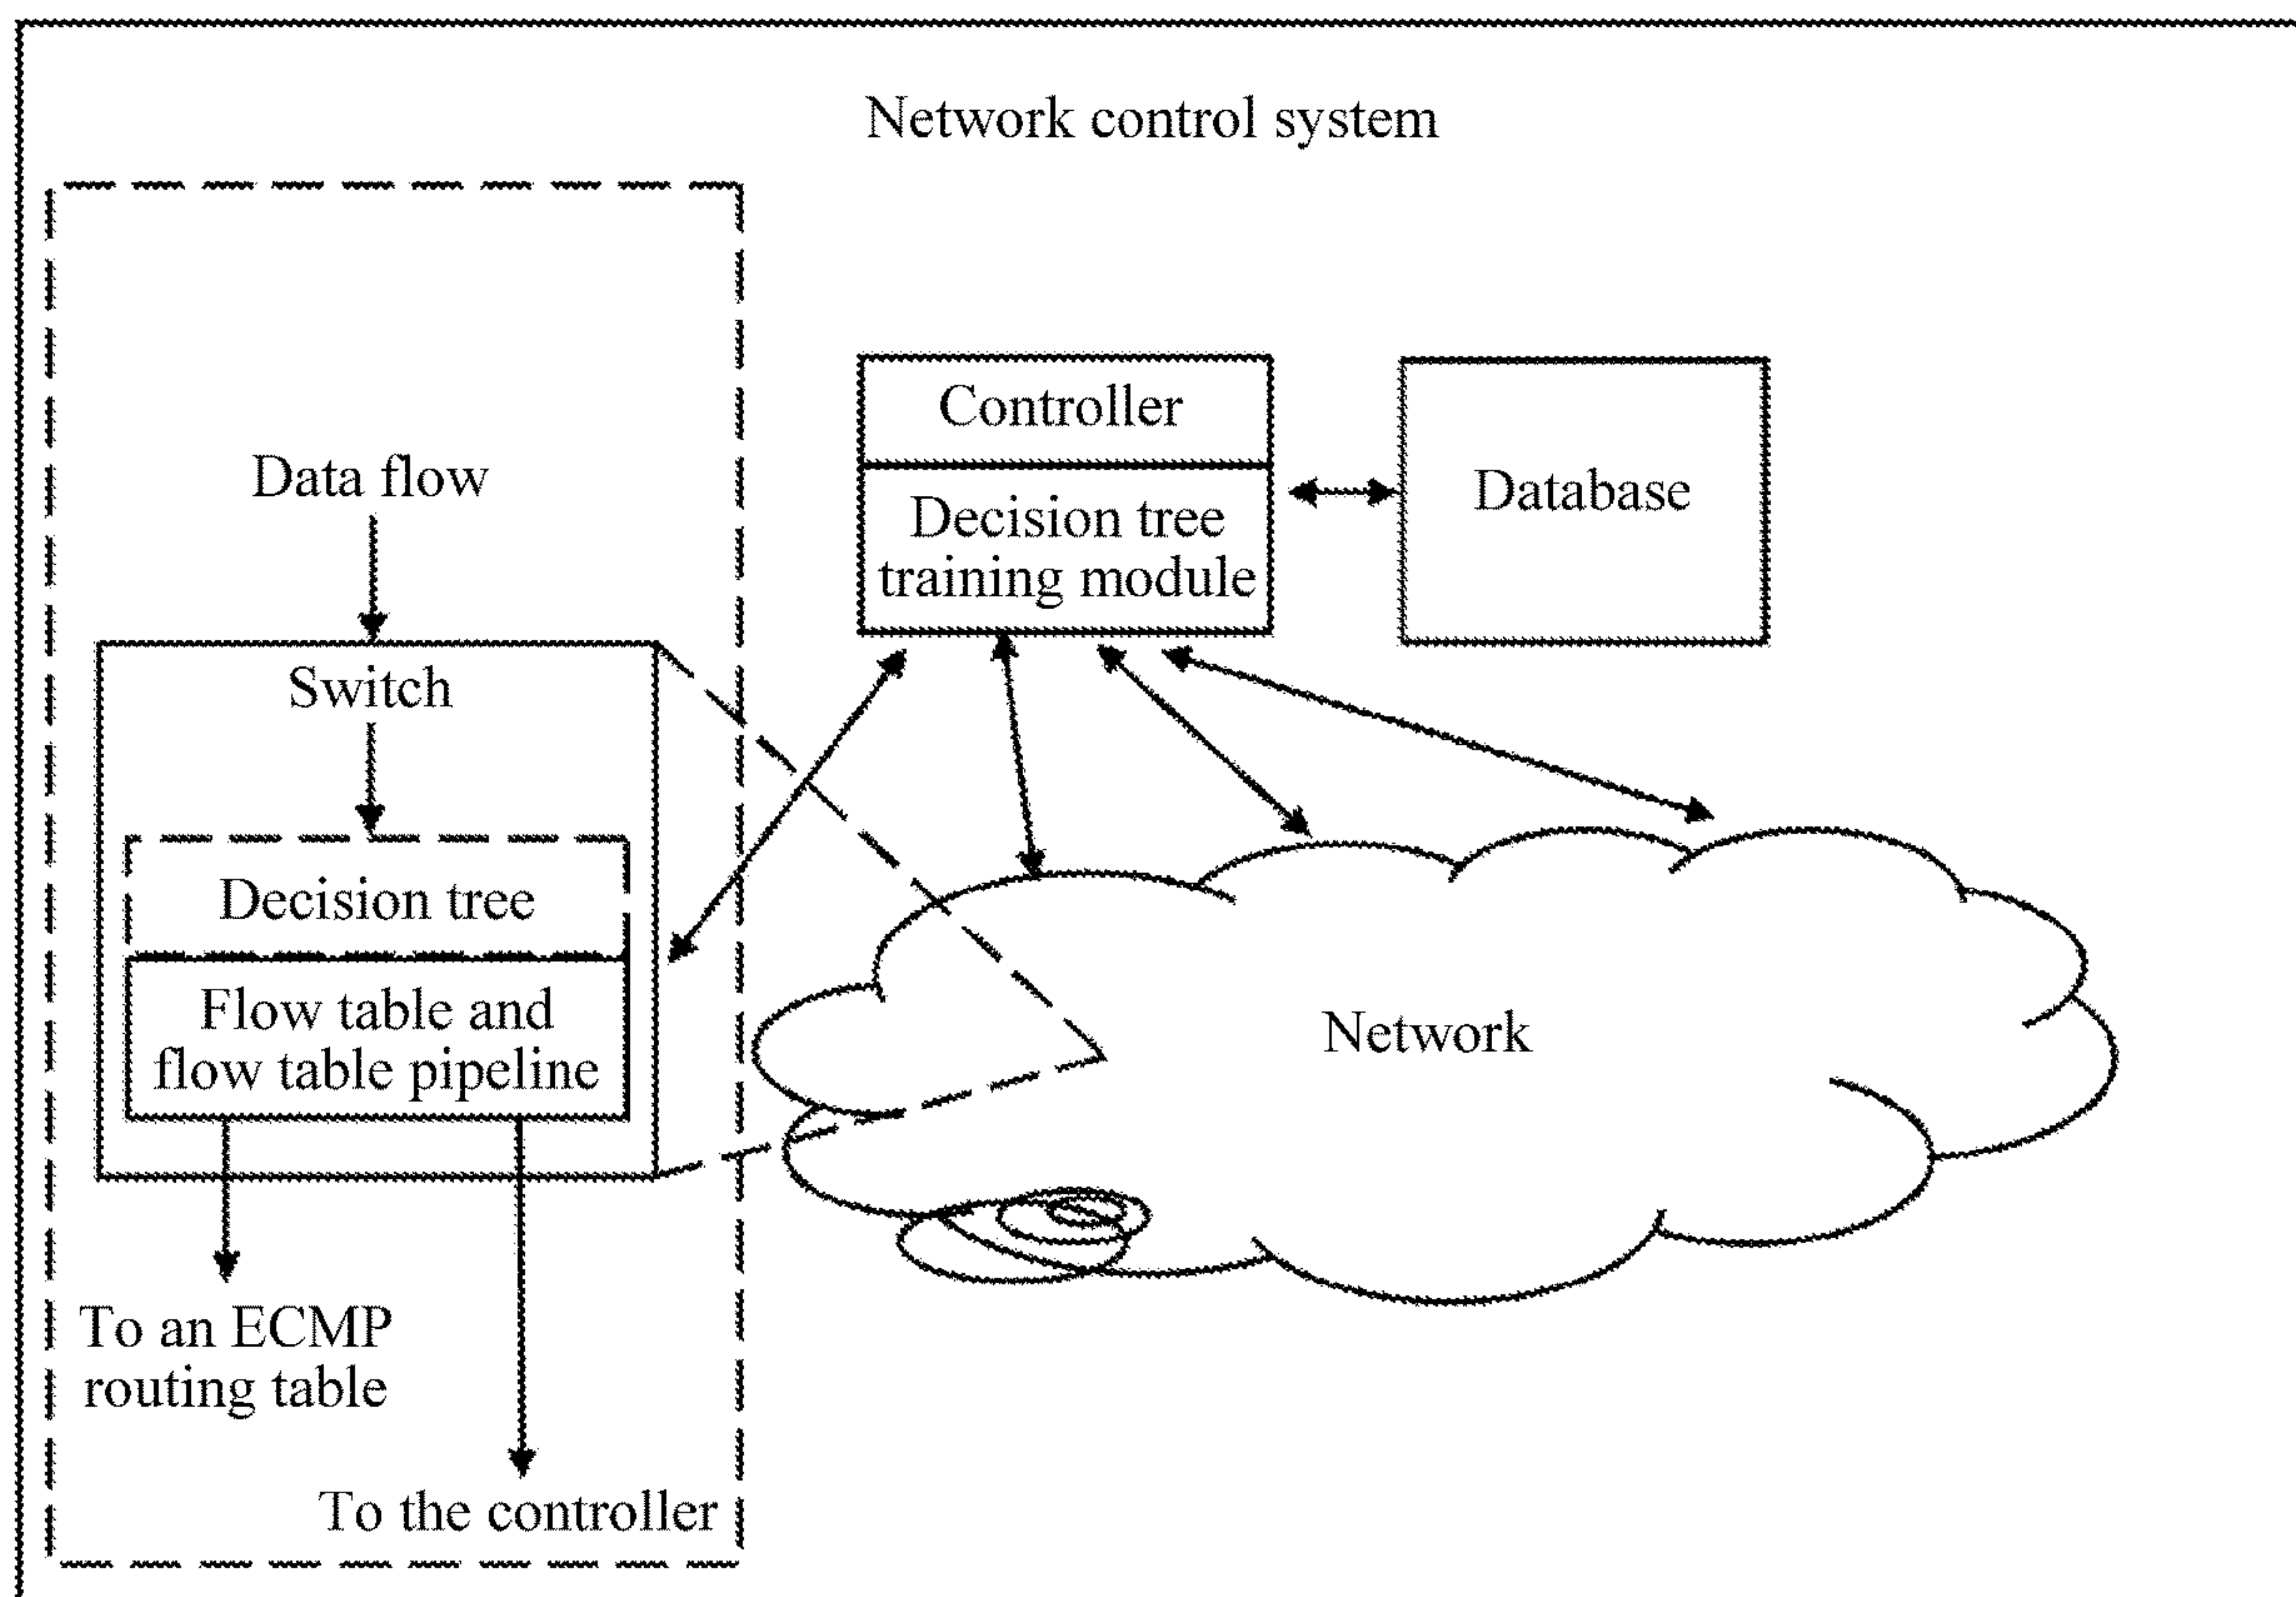 Network control system
Data flow
Switch
Decision tree
Flow table and
flow table pipeline
To an ECMP
routing table
To the controller
Controller
Decision tree
training module
Database
Network